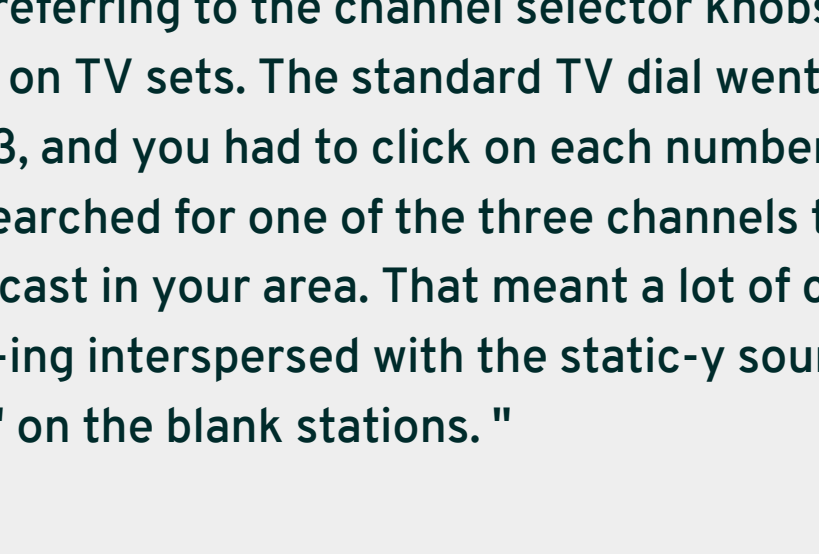 referring to the channel selector knobs
on TV sets. The standard TV dial went
3, and you had to click on each number
earched for one of the three channels t
cast in your area. That meant a lot of c
-ing interspersed with the static-y sou
" on the blank stations. "